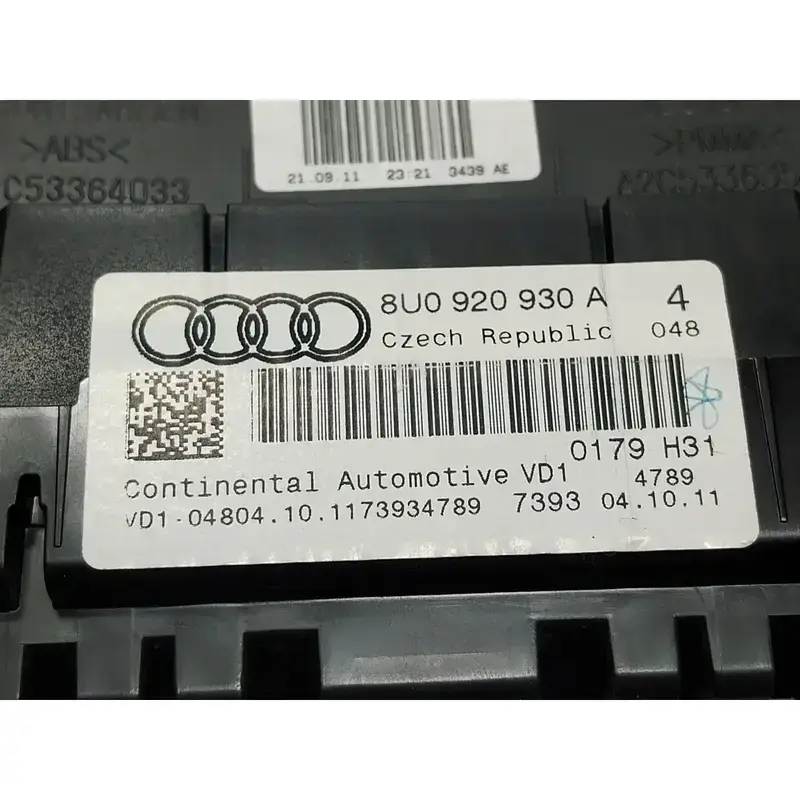 >ABS<
C53364033
21.09.11 23:21 3439 AE
8U0 920 930 A 4
Czech Republic 048
0179 H31
Continental Automotive VD1 4789
VD1-04804.10.1173934789 7393 04.10.11